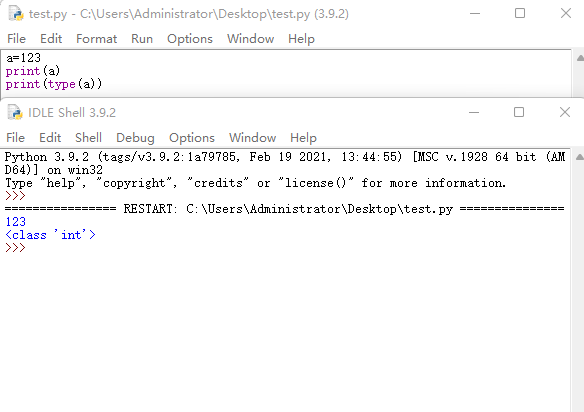 test.py - C:\Users\Administrator\Desktop\test.py (3.9.2)
File Edit Format Run Options Window Help
a=123
print(a)
print(type(a))
IDLE Shell 3.9.2
File Edit Shell Debug Options Window Help
Python 3.9.2 (tags/v3.9.2:1a79785, Feb 19 2021, 13:44:55) [MSC v.1928 64 bit (AM
D64)] on win32
Type "help", "copyright", "credits" or "license()" for more information.
>>>
================ RESTART: C:\Users\Administrator\Desktop\test.py ===============
123
<class 'int'>
>>>